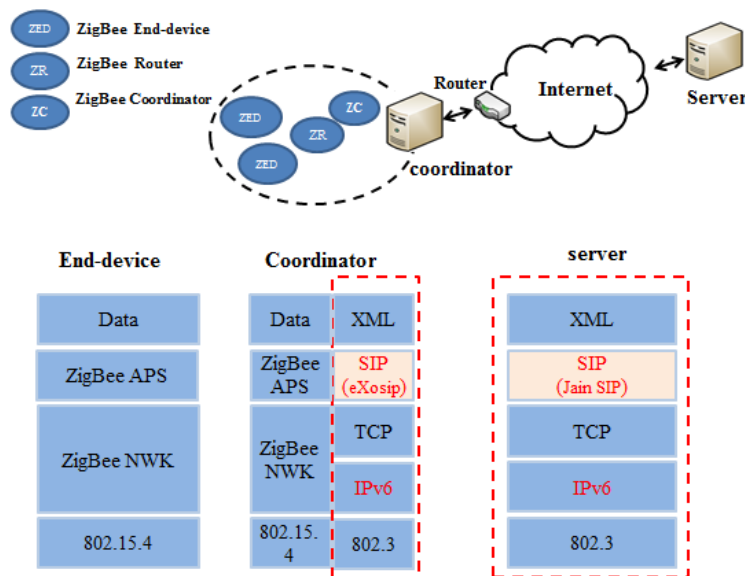 ZED ZigBee End-device
ZR ZigBee Router
ZC ZigBee Coordinator
ZED
ZED
ZR
ZC
coordinator
Router
Internet
Server
End-device
Coordinator
server
Data
Data
XML
XML
ZigBee APS
ZigBee
APS
SIP
(eXosip)
SIP
(Jain SIP)
ZigBee NWK
ZigBee
NWK
TCP
IPv6
TCP
IPv6
802.15.4
802.15.
4
802.3
802.3